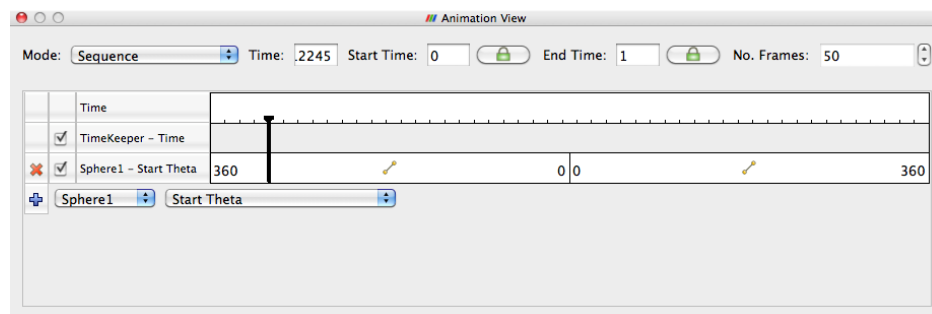 Animation View
Mode: Sequence Time: .2245 Start Time: 0 End Time: 1 No. Frames: 50
Time
TimeKeeper – Time
Sphere1 – Start Theta 360 0 0 360
Sphere1 Start Theta